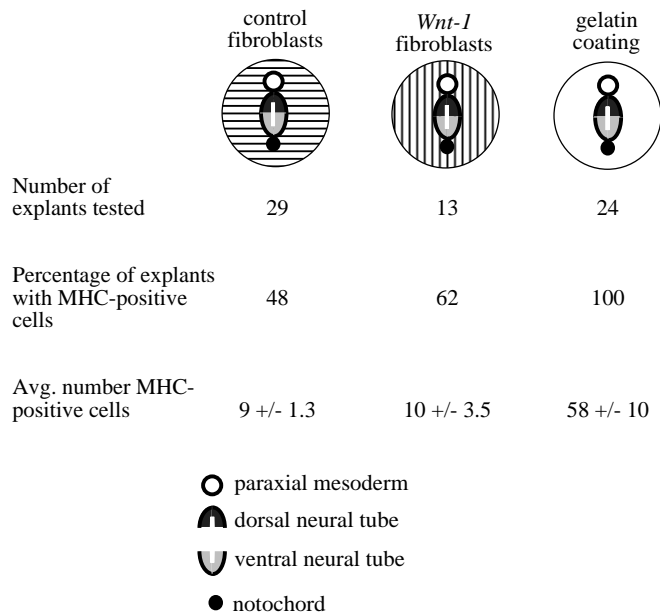 control fibroblasts
Wnt-1 fibroblasts
gelatin coating
Number of
explants tested
29 13 24
Percentage of explants
with MHC-positive
cells
48 62 100
Avg. number MHC-
positive cells
9 +/- 1.3 10 +/- 3.5 58 +/- 10
paraxial mesoderm
dorsal neural tube
ventral neural tube
notochord